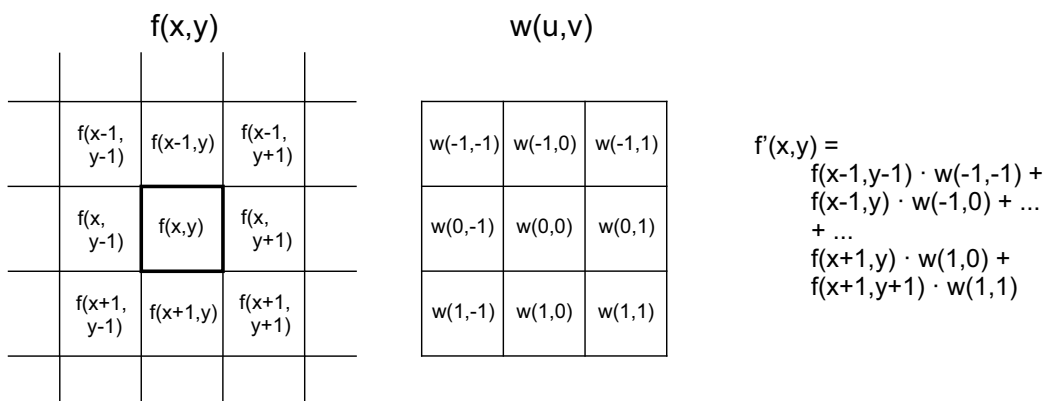 f(x,y)
w(u,v)
f(x-1,
y-1)
f(x-1,y)
f(x-1,
y+1)
f(x,
y-1)
f(x,y)
f(x,
y+1)
f(x+1,
y-1)
f(x+1,y)
f(x+1,
y+1)
w(-1,-1)
w(-1,0)
w(-1,1)
w(0,-1)
w(0,0)
w(0,1)
w(1,-1)
w(1,0)
w(1,1)
f’(x,y) =
f(x-1,y-1) · w(-1,-1) +
f(x-1,y) · w(-1,0) + ...
+ ...
f(x+1,y) · w(1,0) +
f(x+1,y+1) · w(1,1)